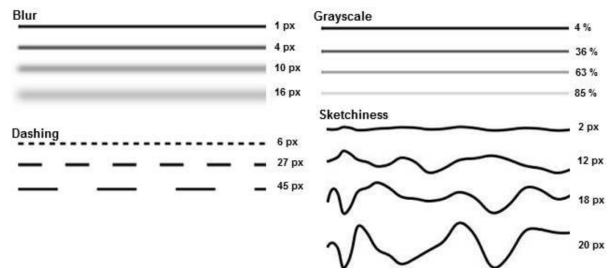 Blur
1 px
4 px
10 px
16 px
Dashing
6 px
27 px
45 px
Grayscale
4 %
36 %
63 %
85 %
Sketchiness
2 px
12 px
18 px
20 px